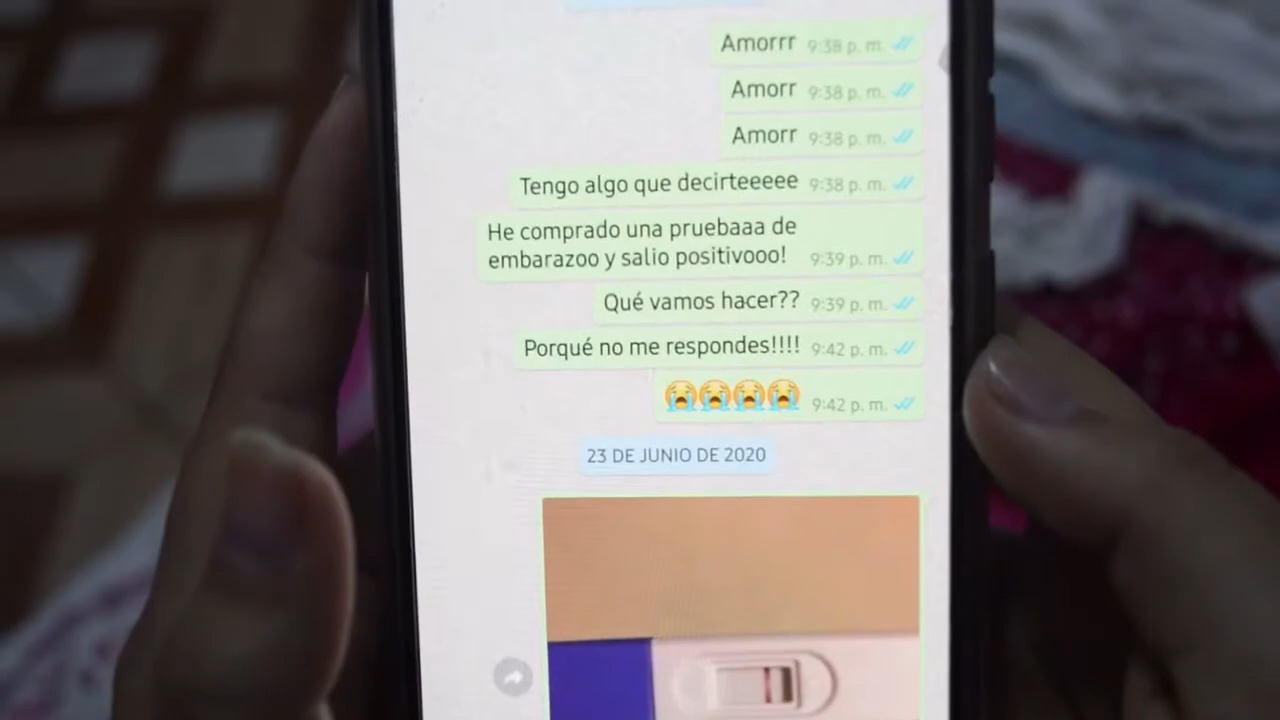 Amorrr 9:38 p. m.
Amorr 9:38 p. m.
Amorr 9:38 p. m.
Tengo algo que decirteeeee 9:38 p. m.
He comprado una pruebaaa de
embarazoo y salio positivooo! 9:39 p. m.
Qué vamos hacer?? 9:39 p. m.
Porqué no me respondes!!!! 9:42 p. m.
😭😭😭😭 9:42 p. m.
23 DE JUNIO DE 2020